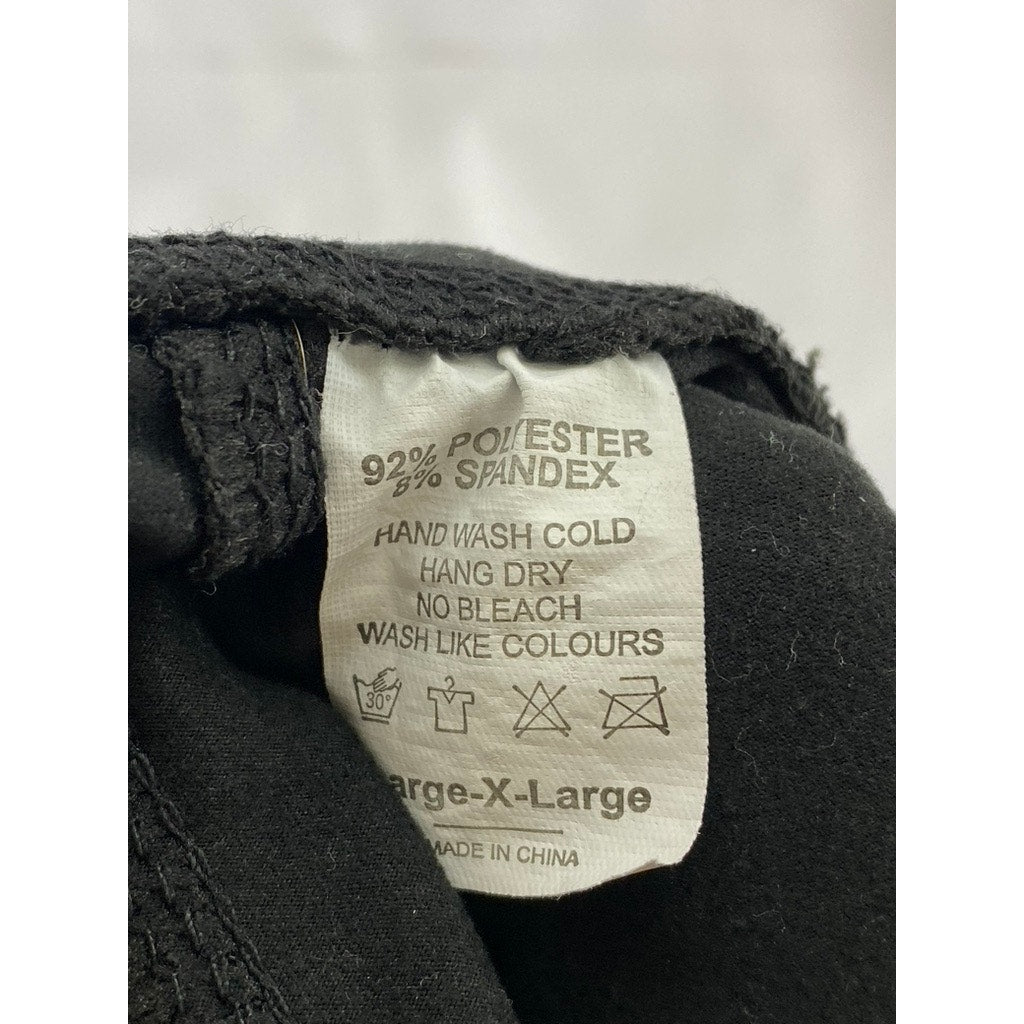 92% POLYESTER
8% SPANDEX
HAND WASH COLD
HANG DRY
NO BLEACH
WASH LIKE COLOURS
30°
arge-X-Large
MADE IN CHINA